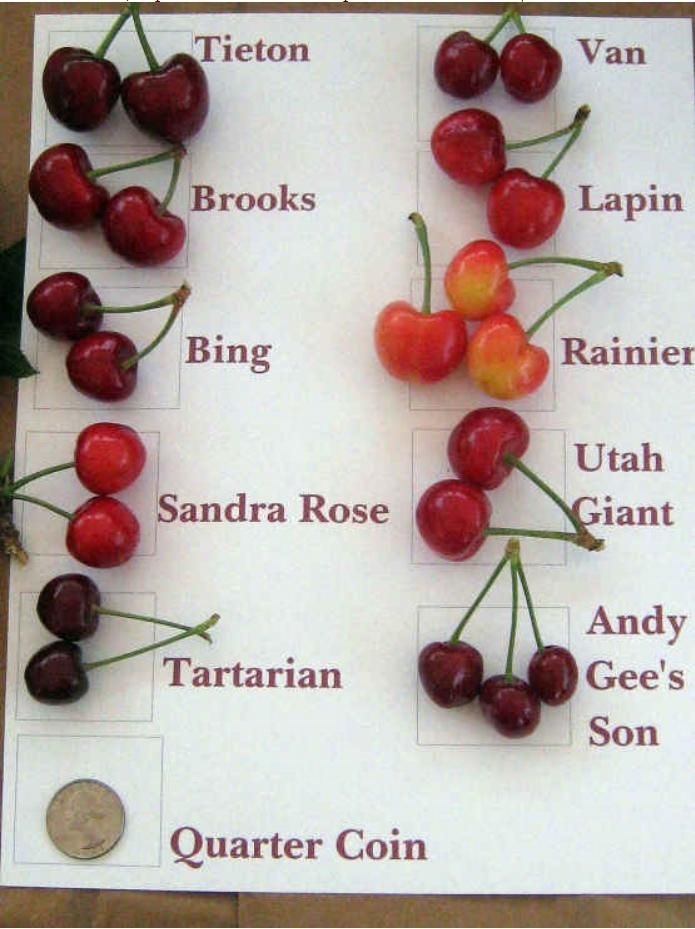 Tieton
Brooks
Bing
Sandra Rose
Tartarian
Quarter Coin
Van
Lapin
Rainier
Utah
Giant
Andy
Gee's
Son